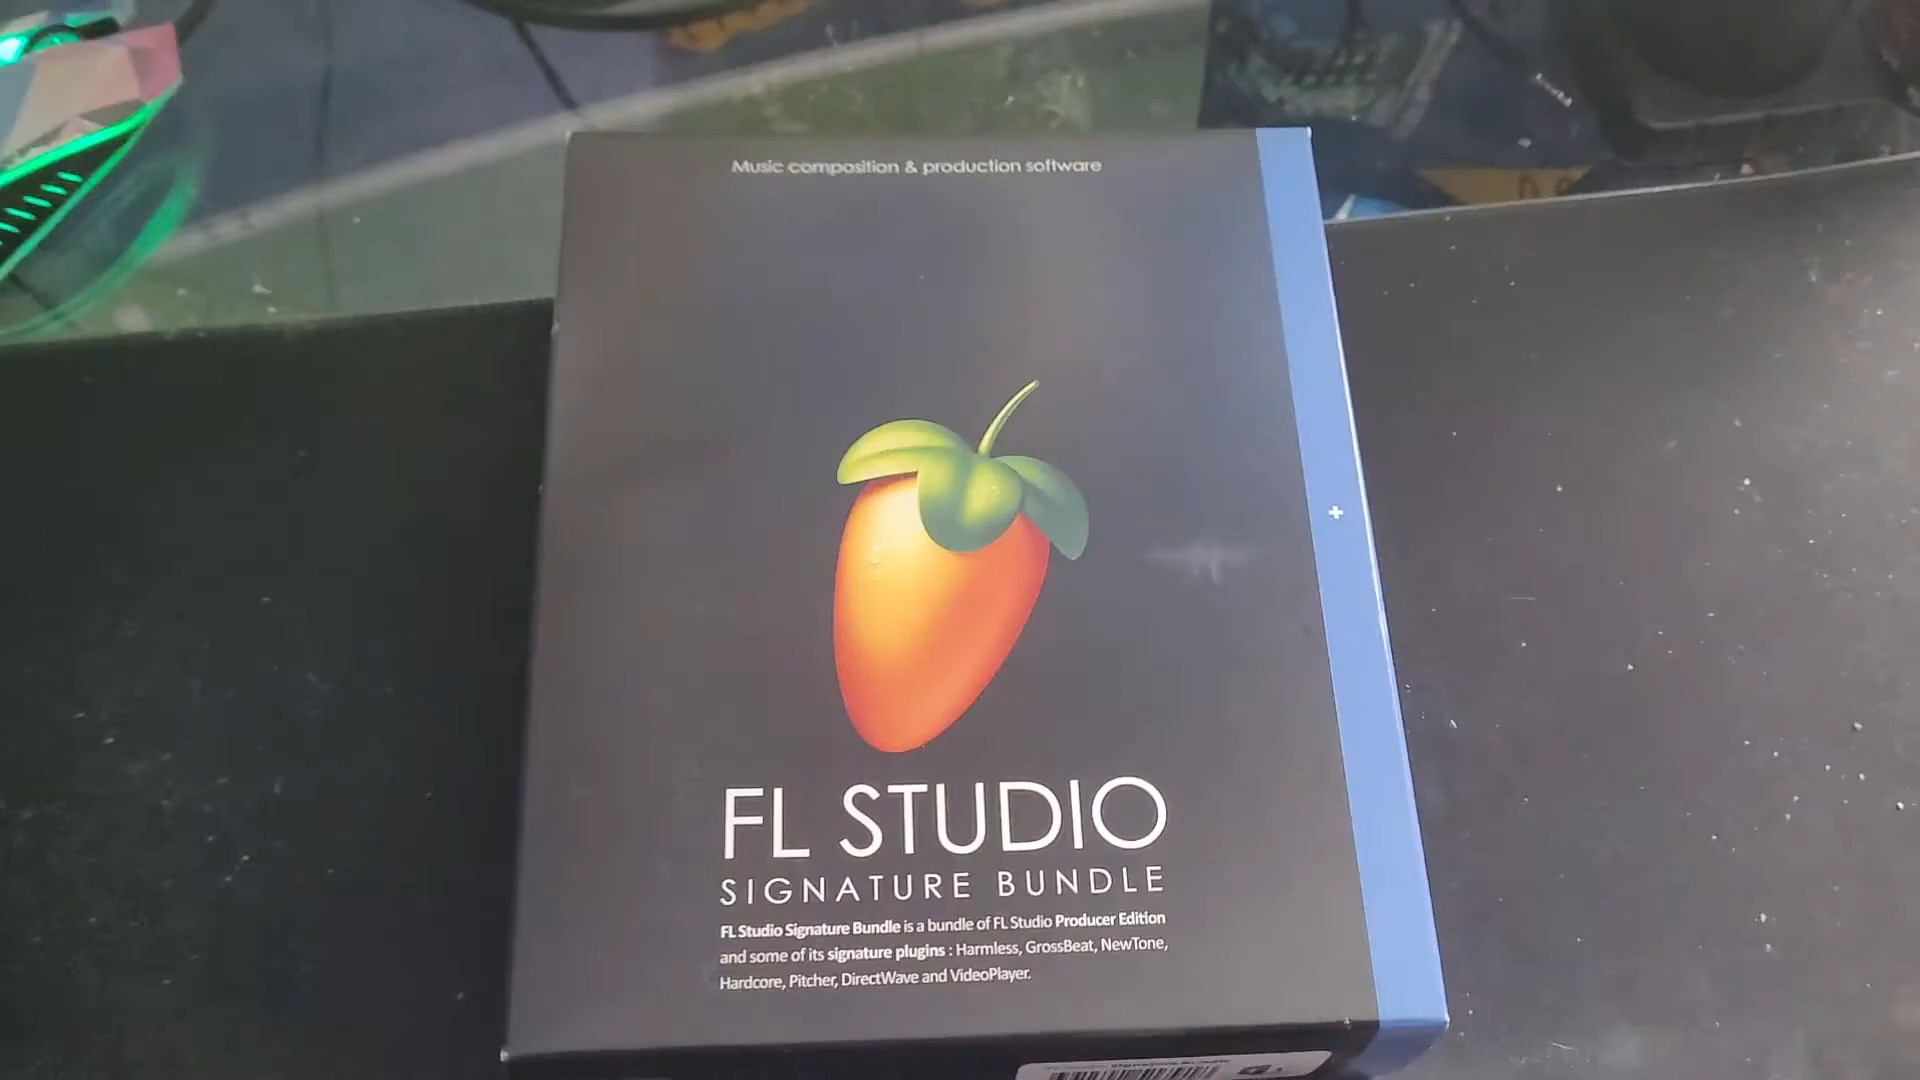 Music composition & production software
FL STUDIO
SIGNATURE BUNDLE
FL Studio Signature Bundle is a bundle of FL Studio Producer Edition
and some of its signature plugins : Harmless, GrossBeat, NewTone,
Hardcore, Pitcher, DirectWave and VideoPlayer.